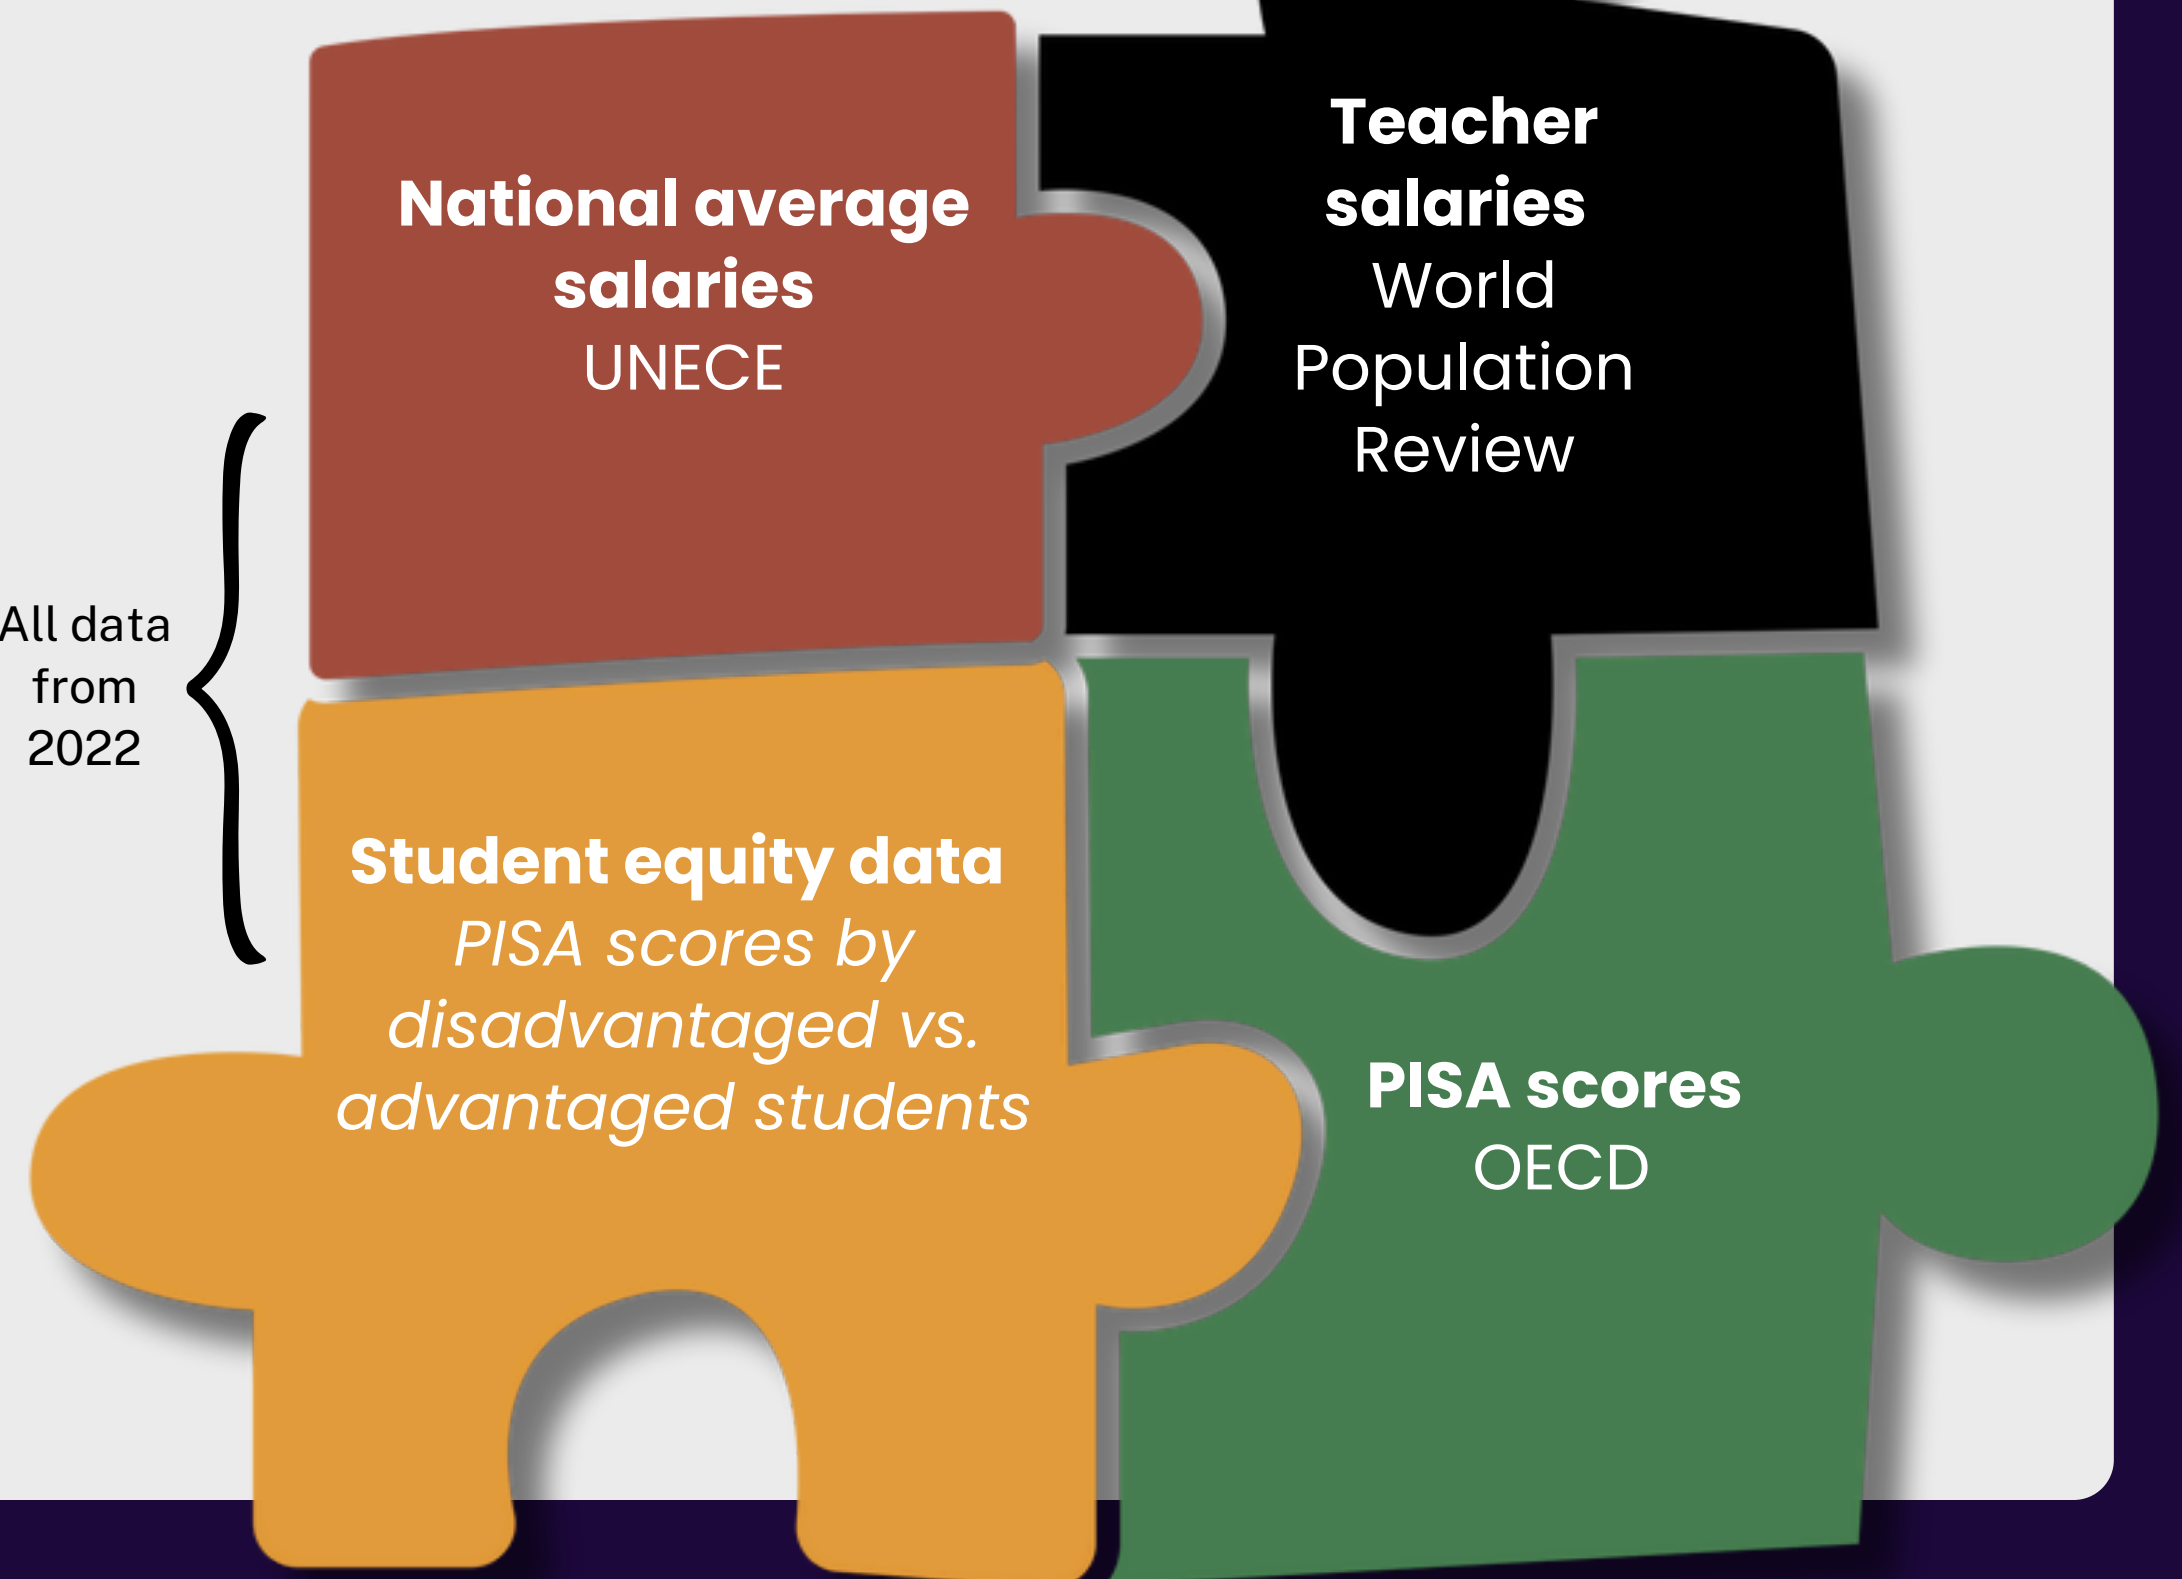 National average
salaries
UNECE
Teacher
salaries
World
Population
Review
All data
from
2022
Student equity data
PISA scores by
disadvantaged vs.
advantaged students
PISA scores
OECD